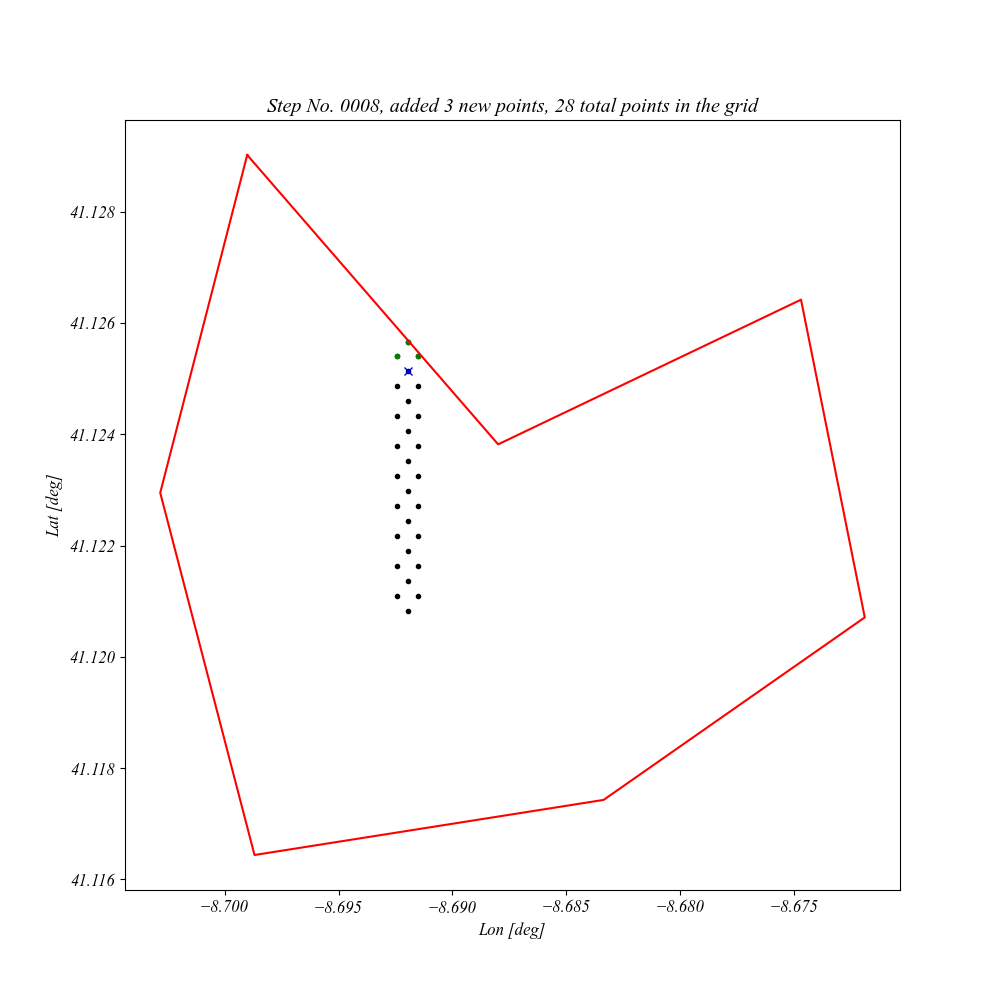 Step No. 0008, added 3 new points, 28 total points in the grid
41.128
41.126
41.124
41.122
41.120
41.118
41.116
Lat [deg]
−8.700 −8.695 −8.690 −8.685 −8.680 −8.675
Lon [deg]